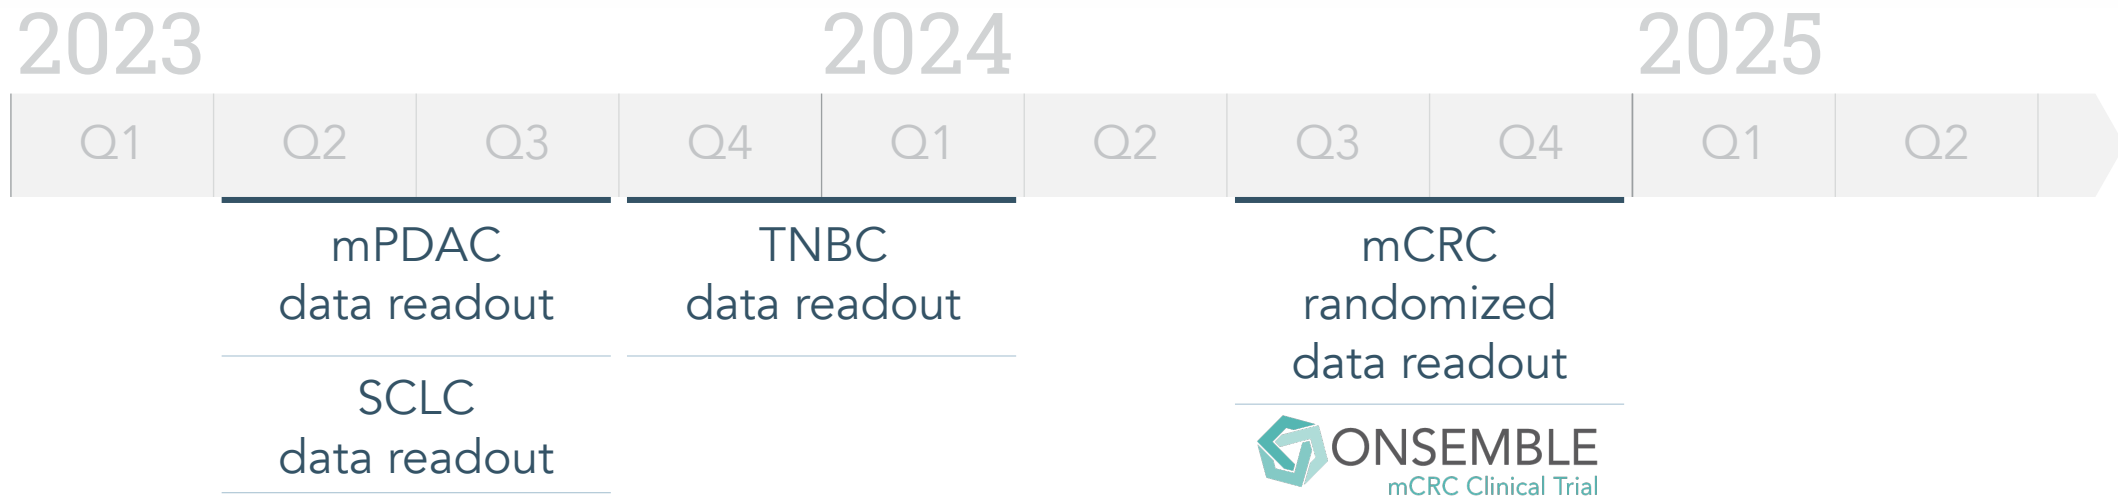 2023 2024 2025
Q1 Q2 Q3 Q4 Q1 Q2 Q3 Q4 Q1 Q2
mPDAC
data readout
SCLC
data readout
TNBC
data readout
mCRC
randomized
data readout
ONSEMBLE
mCRC Clinical Trial